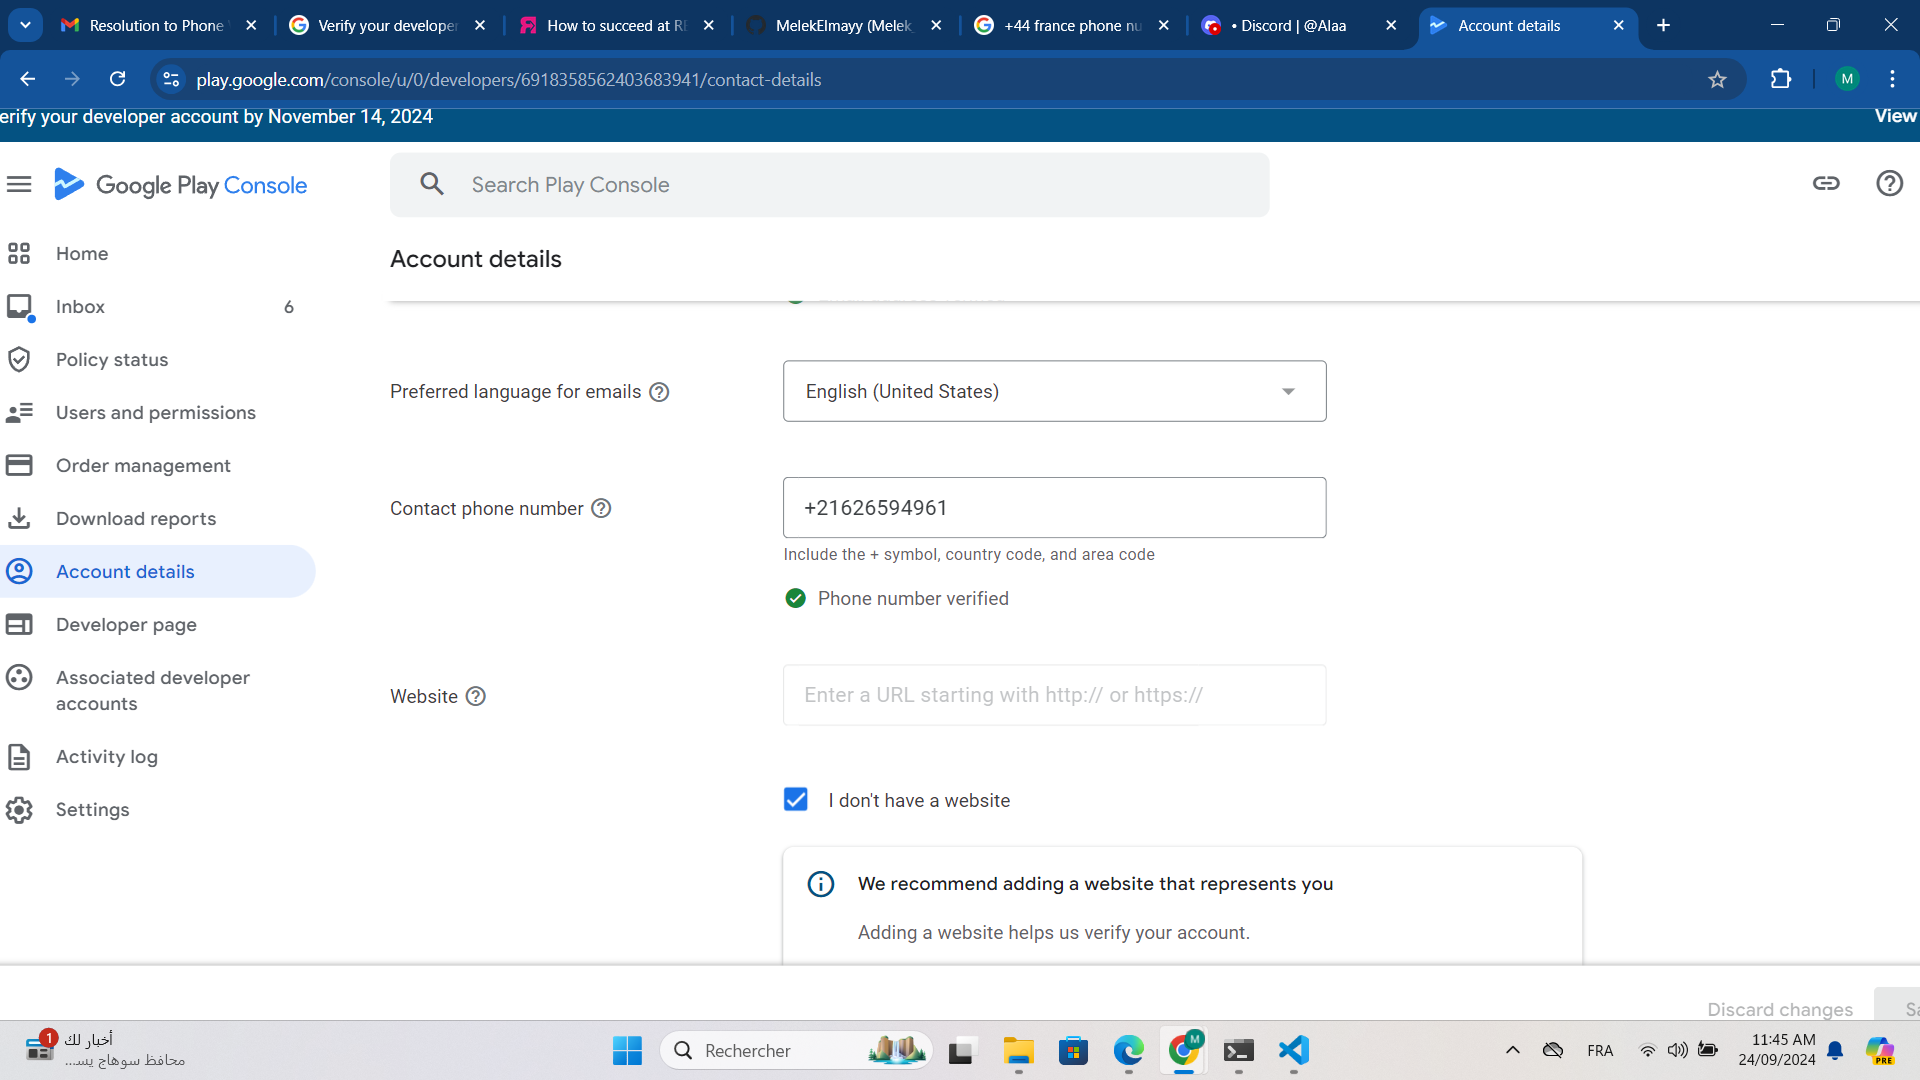 Resolution to Phone
Verify your developer
How to succeed at R
MelekElmayy (Melek_
+44 france phone nu
• Discord | @Alaa
Account details
play.google.com/console/u/0/developers/6918358562403683941/contact-details
M
erify your developer account by November 14, 2024
View
Google Play Console
Search Play Console
Home
Inbox
6
Policy status
Users and permissions
Order management
Download reports
Account details
Developer page
Associated developer
accounts
Activity log
Settings
Account details
Preferred language for emails
English (United States)
Contact phone number
+21626594961
Include the + symbol, country code, and area code
Phone number verified
Website
Enter a URL starting with http:// or https://
I don't have a website
We recommend adding a website that represents you
Adding a website helps us verify your account.
Discard changes
Sa
1
أخبار لك
محافظ سوهاج يس...
Rechercher
M
FRA
11:45 AM
24/09/2024
PRE